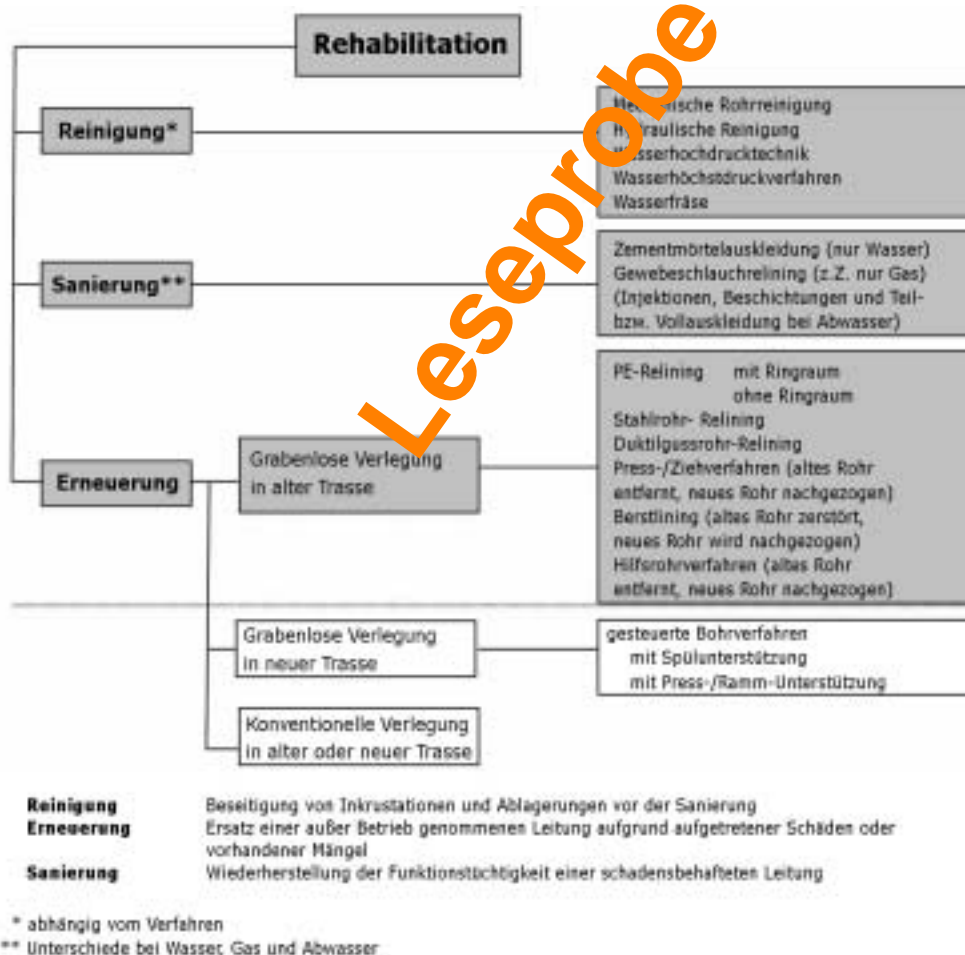 Rehabilitation
Reinigung*
Mechanische Rohrreinigung
Hydraulische Reinigung
Wasserhochdrucktechnik
Wasserhöchstdruckverfahren
Wasserfräse
Sanierung**
Zementmörtelauskleidung (nur Wasser)
Gewebeschlauchrelining (z.Z. nur Gas)
(Injektionen, Beschichtungen und Teil-
bzw. Vollauskleidung bei Abwasser)
Erneuerung
Grabenlose Verlegung
in alter Trasse
PE-Relining mit Ringraum
ohne Ringraum
Stahlrohr- Relining
Duktilgussrohr-Relining
Press-/Ziehverfahren (altes Rohr
entfernt, neues Rohr nachgezogen)
Berstlining (altes Rohr zerstört,
neues Rohr wird nachgezogen)
Hilfsrohrverfahren (altes Rohr
entfernt, neues Rohr nachgezogen)
Grabenlose Verlegung
in neuer Trasse
gesteuerte Bohrverfahren
mit Spülunterstützung
mit Press-/Ramm-Unterstützung
Konventionelle Verlegung
in alter oder neuer Trasse
Leseprobe
Reinigung Beseitigung von Inkrustationen und Ablagerungen vor der Sanierung
Erneuerung Ersatz einer außer Betrieb genommenen Leitung aufgrund aufgetretener Schäden oder
vorhandener Mängel
Sanierung Wiederherstellung der Funktionstüchtigkeit einer schadensbehafteten Leitung
* abhängig vom Verfahren
** Unterschiede bei Wasser, Gas und Abwasser